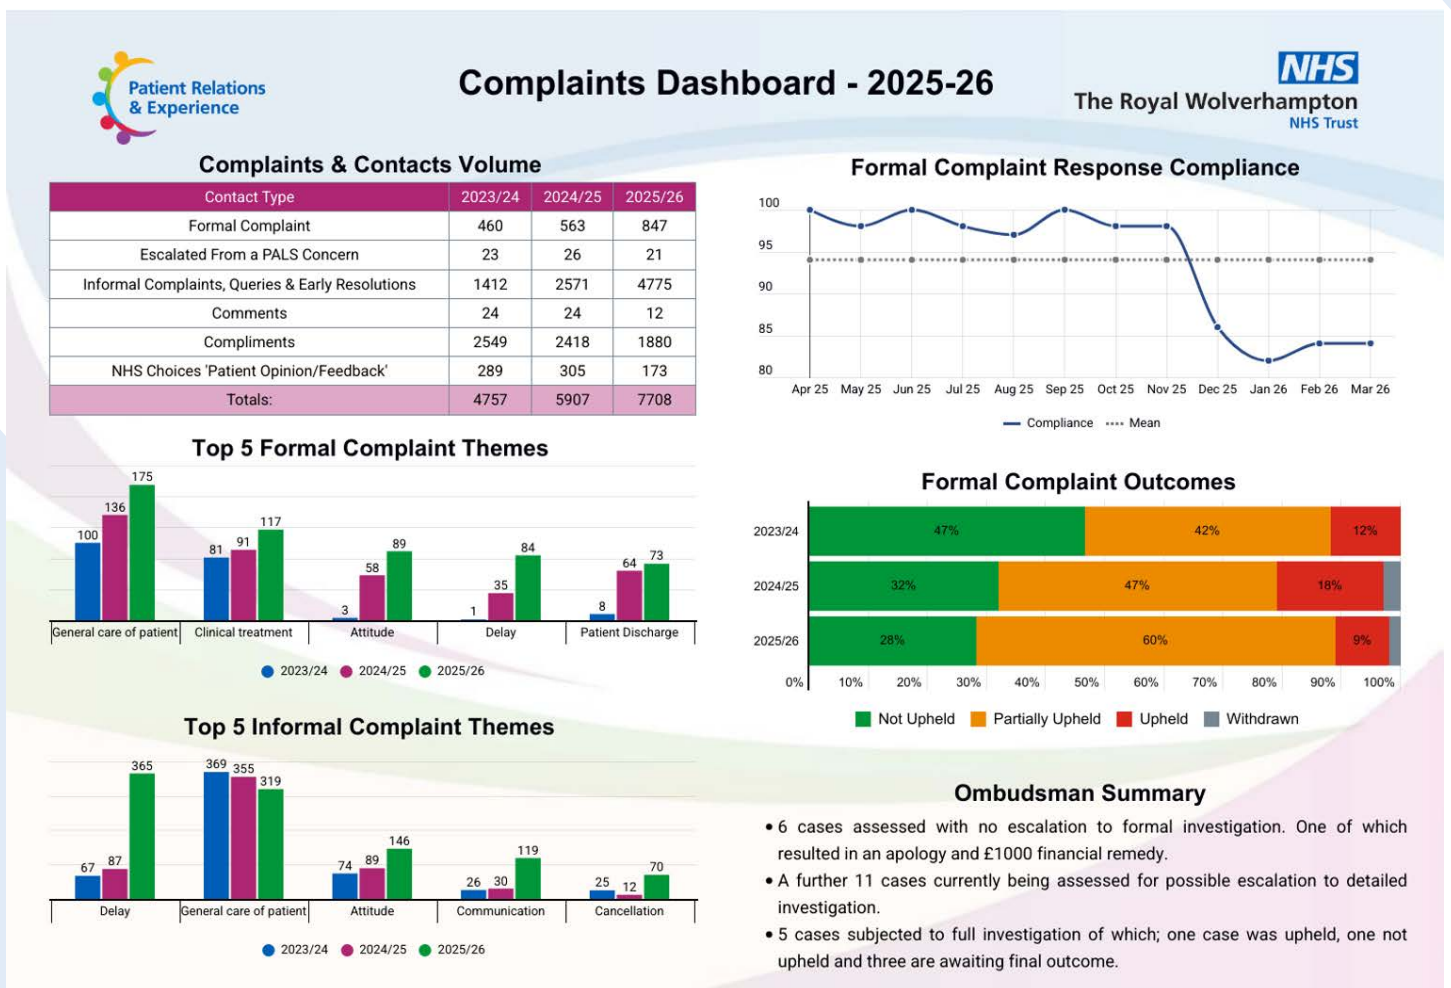 Patient Relations
& Experience
Complaints Dashboard - 2025-26
NHS
The Royal Wolverhampton
NHS Trust
Complaints & Contacts Volume
Contact Type 2023/24 2024/25 2025/26
Formal Complaint 460 563 847
Escalated From a PALS Concern 23 26 21
Informal Complaints, Queries & Early Resolutions 1412 2571 4775
Comments 24 24 12
Compliments 2549 2418 1880
NHS Choices 'Patient Opinion/Feedback' 289 305 173
Totals: 4757 5907 7708
Formal Complaint Response Compliance
100
95
90
85
80
Apr 25 May 25 Jun 25 Jul 25 Aug 25 Sep 25 Oct 25 Nov 25 Dec 25 Jan 26 Feb 26 Mar 26
Compliance Mean
Top 5 Formal Complaint Themes
100 136 175
81 91 117
3 58 89
1 35 84
8 64 73
General care of patient Clinical treatment Attitude Delay Patient Discharge
2023/24 2024/25 2025/26
Formal Complaint Outcomes
2023/24 47% 42% 12%
2024/25 32% 47% 18%
2025/26 28% 60% 9%
0% 10% 20% 30% 40% 50% 60% 70% 80% 90% 100%
Not Upheld Partially Upheld Upheld Withdrawn
Top 5 Informal Complaint Themes
67 87 365
369 355 319
74 89 146
26 30 119
25 12 70
Delay General care of patient Attitude Communication Cancellation
2023/24 2024/25 2025/26
Ombudsman Summary
• 6 cases assessed with no escalation to formal investigation. One of which
resulted in an apology and £1000 financial remedy.
• A further 11 cases currently being assessed for possible escalation to detailed
investigation.
• 5 cases subjected to full investigation of which; one case was upheld, one not
upheld and three are awaiting final outcome.